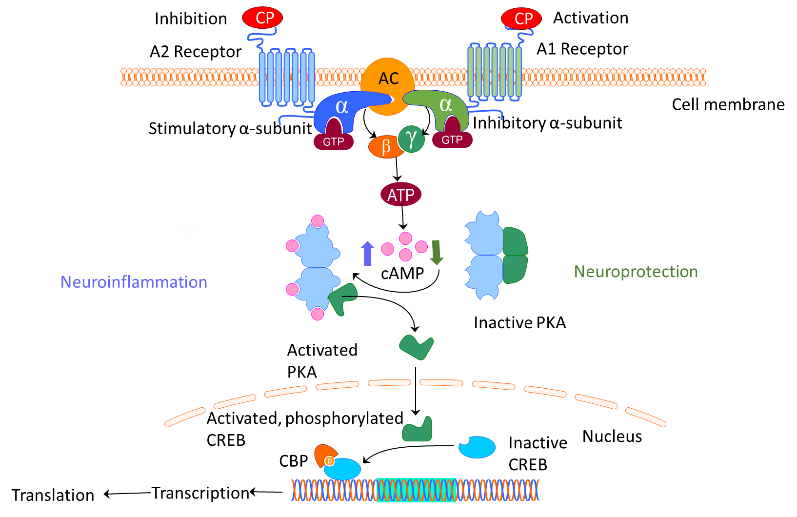 Inhibition
CP
CP
Activation
A2 Receptor
AC
A1 Receptor
Cell membrane
α
α
Stimulatory α-subunit
Inhibitory α-subunit
GTP
β
γ
GTP
ATP
Neuroinflammation
cAMP
Neuroprotection
Inactive PKA
Activated
PKA
Activated, phosphorylated
CREB
Inactive
CREB
Nucleus
CBP
P
Translation
Transcription